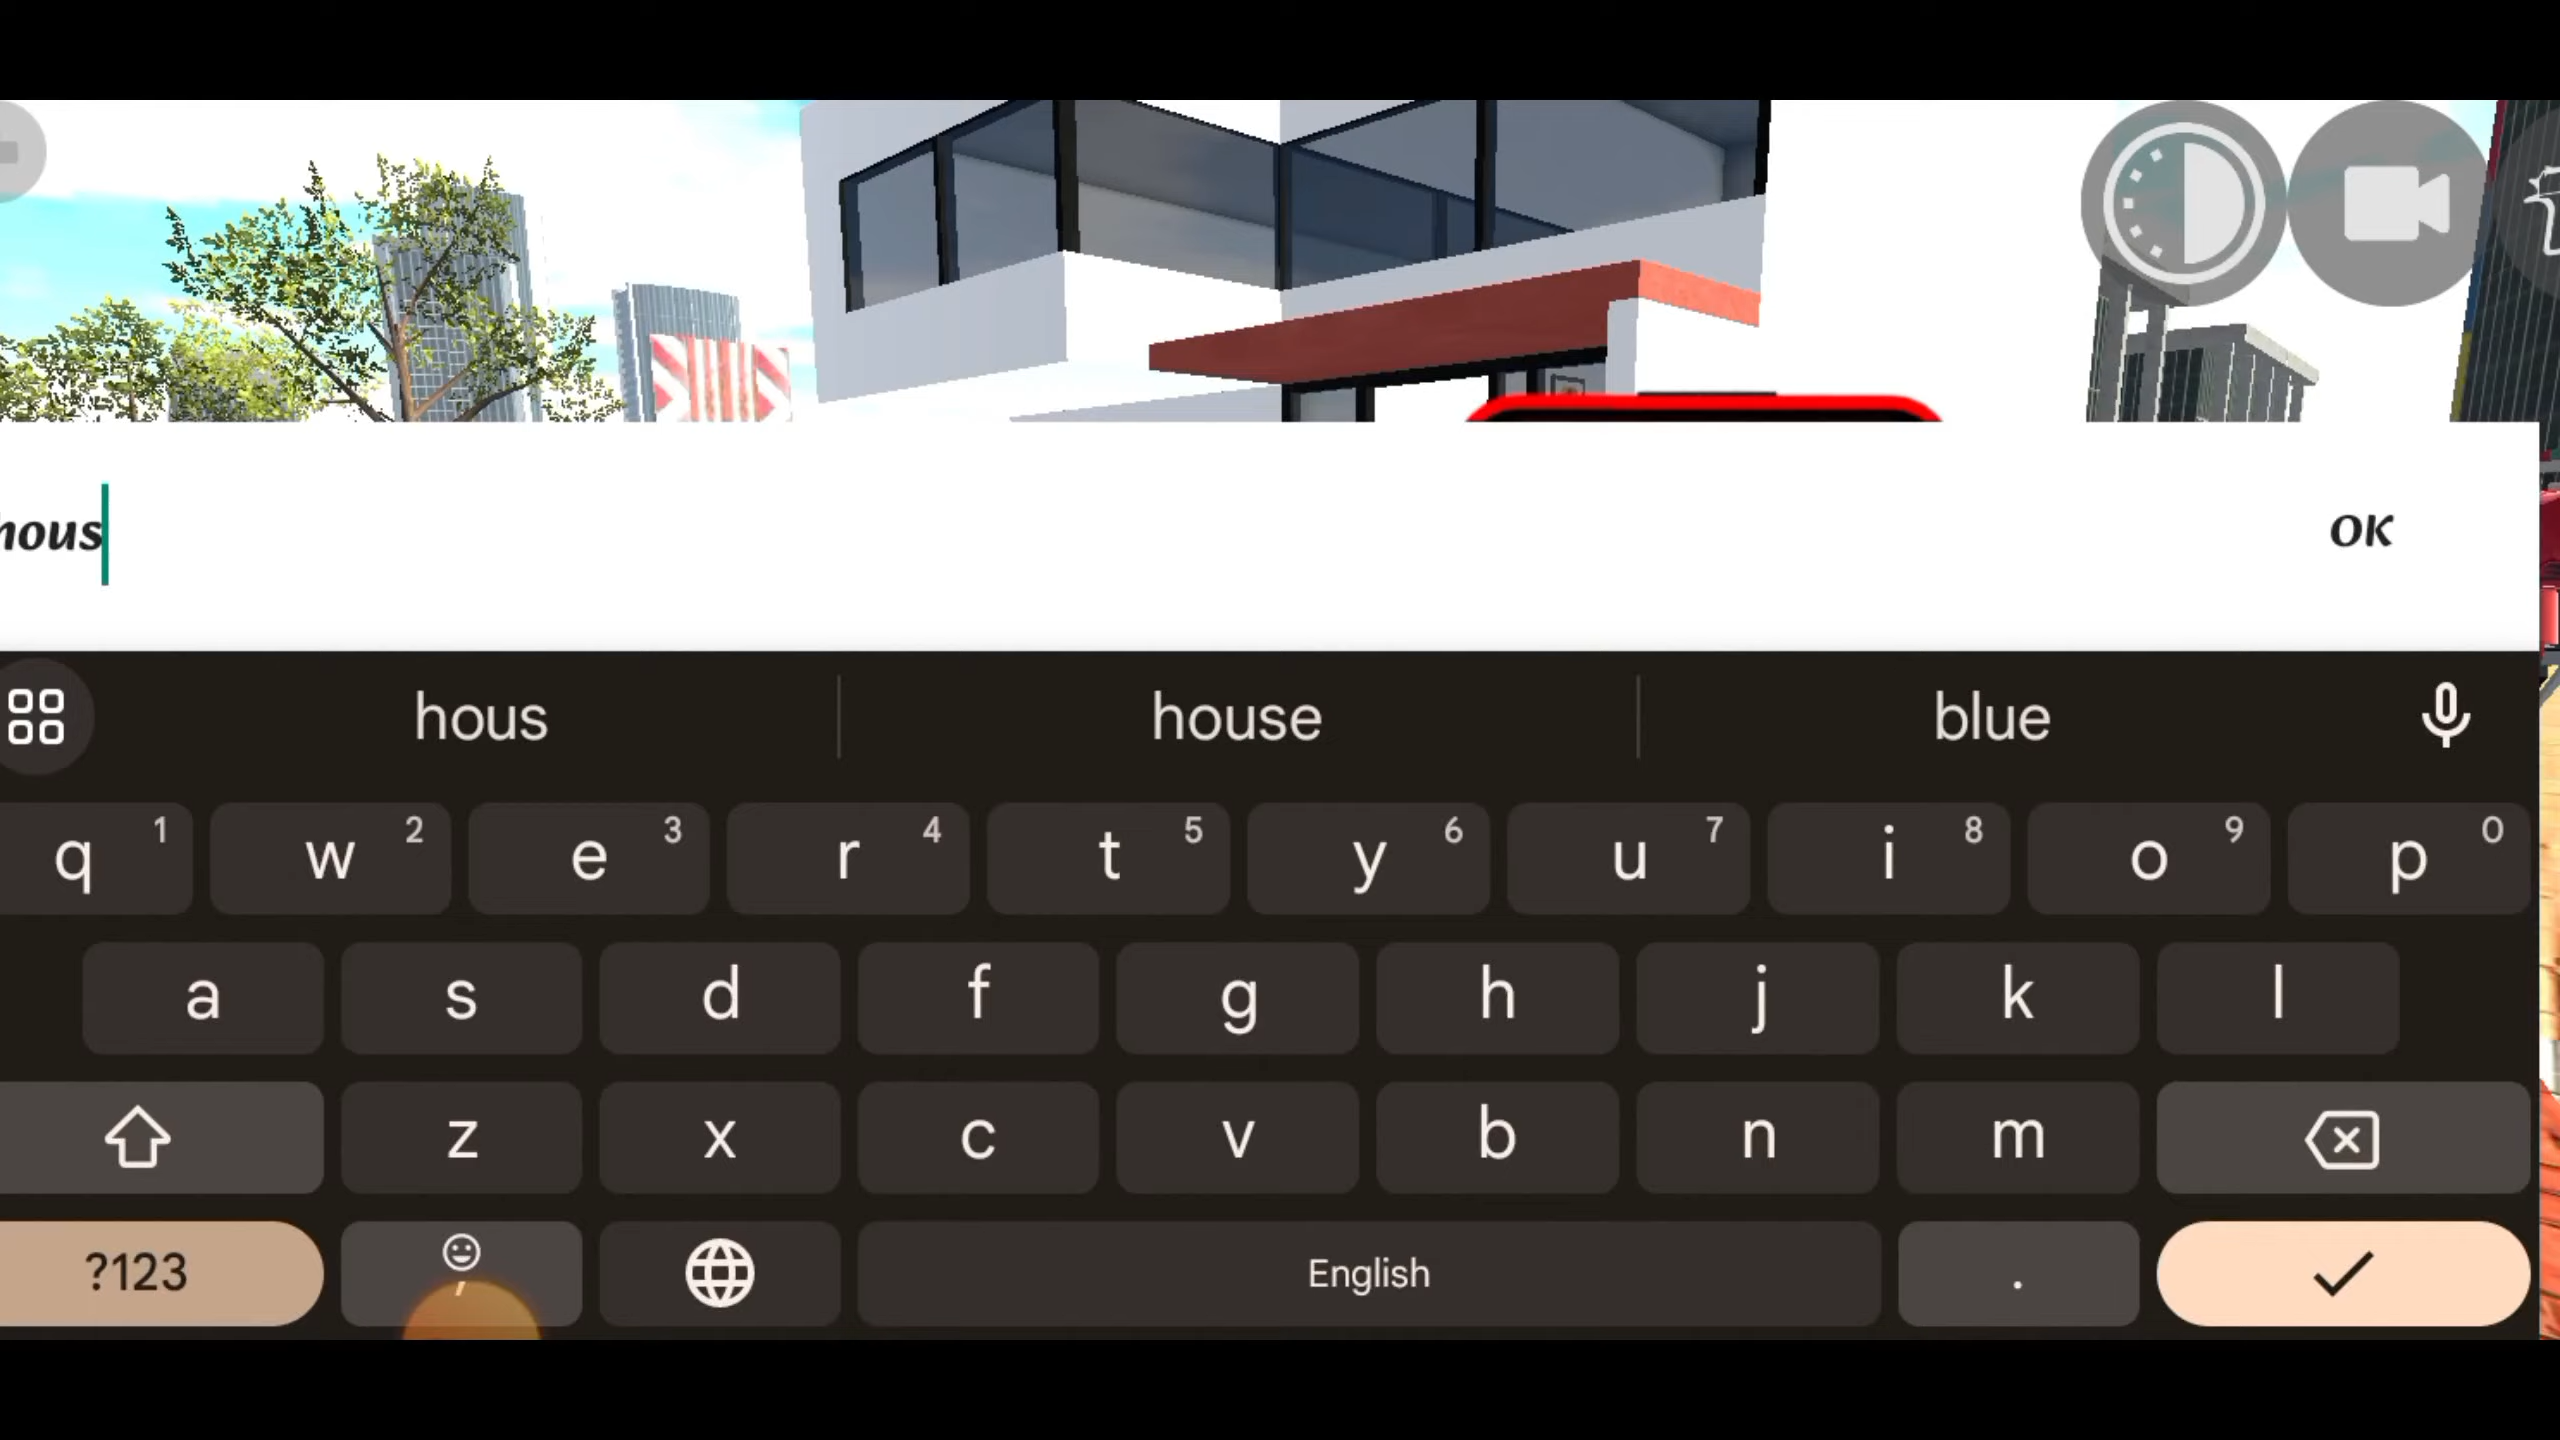 hous
OK
hous house blue
q 1 w 2 e 3 r 4 t 5 y 6 u 7 i 8 o 9 p 0
a s d f g h j k l
z x c v b n m
?123 , English .